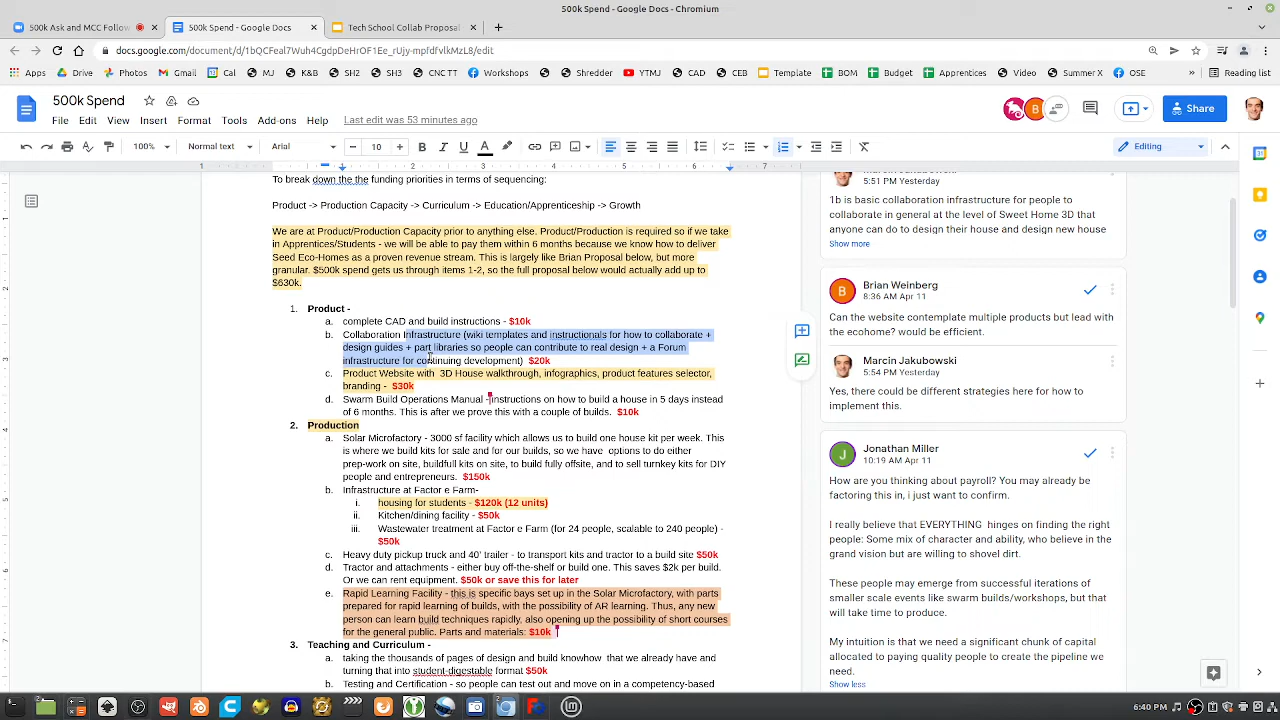 500k Spend - Google Docs - Chromium
500k Ask and MCC Follow
500k Spend - Google Docs
Tech School Collab Proposal
docs.google.com/document/d/1bQCFeal7Wuh4CgdpDeHrOF1Ee_rUjy-mpfdfvlkMzL8/edit
Apps
Drive
Photos
Gmail
Cal
MJ
K&B
SH2
SH3
CNC TT
Workshops
Shredder
YTMJ
CAD
CEB
Template
BOM
Budget
Apprentices
Video
Summer X
OSE
Reading list
500k Spend
File Edit View Insert Format Tools Add-ons Help Last edit was 53 minutes ago
Share
100% Normal text Arial 10 Editing
To break down the the funding priorities in terms of sequencing:
Product -> Production Capacity -> Curriculum -> Education/Apprenticeship -> Growth
We are at Product/Production Capacity prior to anything else. Product/Production is required so if we take
in Apprentices/Students - we will be able to pay them within 6 months because we know how to deliver
Seed Eco-Homes as a proven revenue stream. This is largely like Brian Proposal below, but more
granular. $500k spend gets us through items 1-2, so the full proposal below would actually add up to
$630k.
1. Product -
a. complete CAD and build instructions - $10k
b. Collaboration Infrastructure (wiki templates and instructionals for how to collaborate +
design guides + part libraries so people can contribute to real design + a Forum
infrastructure for continuing development) $20k
c. Product Website with 3D House walkthrough, infographics, product features selector,
branding - $30k
d. Swarm Build Operations Manual - instructions on how to build a house in 5 days instead
of 6 months. This is after we prove this with a couple of builds. $10k
2. Production
a. Solar Microfactory - 3000 sf facility which allows us to build one house kit per week. This
is where we build kits for sale and for our builds, so we have options to do either
prep-work on site, buildfull kits on site, to build fully offsite, and to sell turnkey kits for DIY
people and entrepreneurs. $150k
b. Infrastructure at Factor e Farm-
i. housing for students - $120k (12 units)
ii. Kitchen/dining facility - $50k
iii. Wastewater treatment at Factor e Farm (for 24 people, scalable to 240 people) -
$50k
c. Heavy duty pickup truck and 40' trailer - to transport kits and tractor to a build site $50k
d. Tractor and attachments - either buy off-the-shelf or build one. This saves $2k per build.
Or we can rent equipment. $50k or save this for later
e. Rapid Learning Facility - this is specific bays set up in the Solar Microfactory, with parts
prepared for rapid learning of builds, with the possibility of AR learning. Thus, any new
person can learn build techniques rapidly, also opening up the possibility of short courses
for the general public. Parts and materials: $10k
3. Teaching and Curriculum -
a. taking the thousands of pages of design and build knowhow that we already have and
turning that into student-digestable format $50k
b. Testing and Certification - so people can test out and move on in a competency-based
5:51 PM Yesterday
1b is basic collaboration infrastructure for people to
collaborate in general at the level of Sweet Home 3D that
anyone can do to design their house and design new house
Show more
Brian Weinberg
8:36 AM Apr 11
Can the website contemplate multiple products but lead with
the ecohome? would be efficient.
Marcin Jakubowski
5:54 PM Yesterday
Yes, there could be different strategies here for how to
implement this.
Jonathan Miller
10:19 AM Apr 11
How are you thinking about payroll? You may already be
factoring this in, i just want to confirm.
I really believe that EVERYTHING hinges on finding the right
people: Some mix of character and ability, who believe in the
grand vision but are willing to shovel dirt.
These people may emerge from successful iterations of
smaller scale events like swarm builds/workshops, but that
will take time to produce.
My intuition is that we need a significant chunk of capital
allocated to paying quality people to create the pipeline we
need.
Show less
6:40 PM